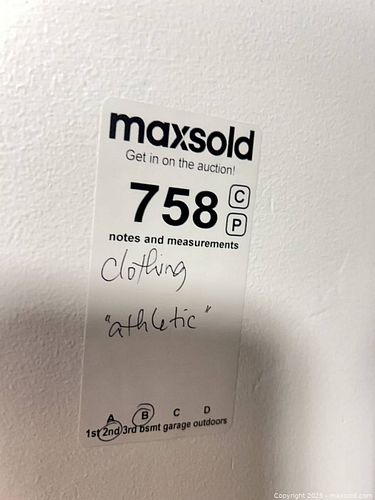 maxsold
Get in on the auction!
758 C
P
notes and measurements
Clothing
"athletic"
A B C D
1st 2nd 3rd bsmt garage outdoors
Copyright 2025 - maxsold.com